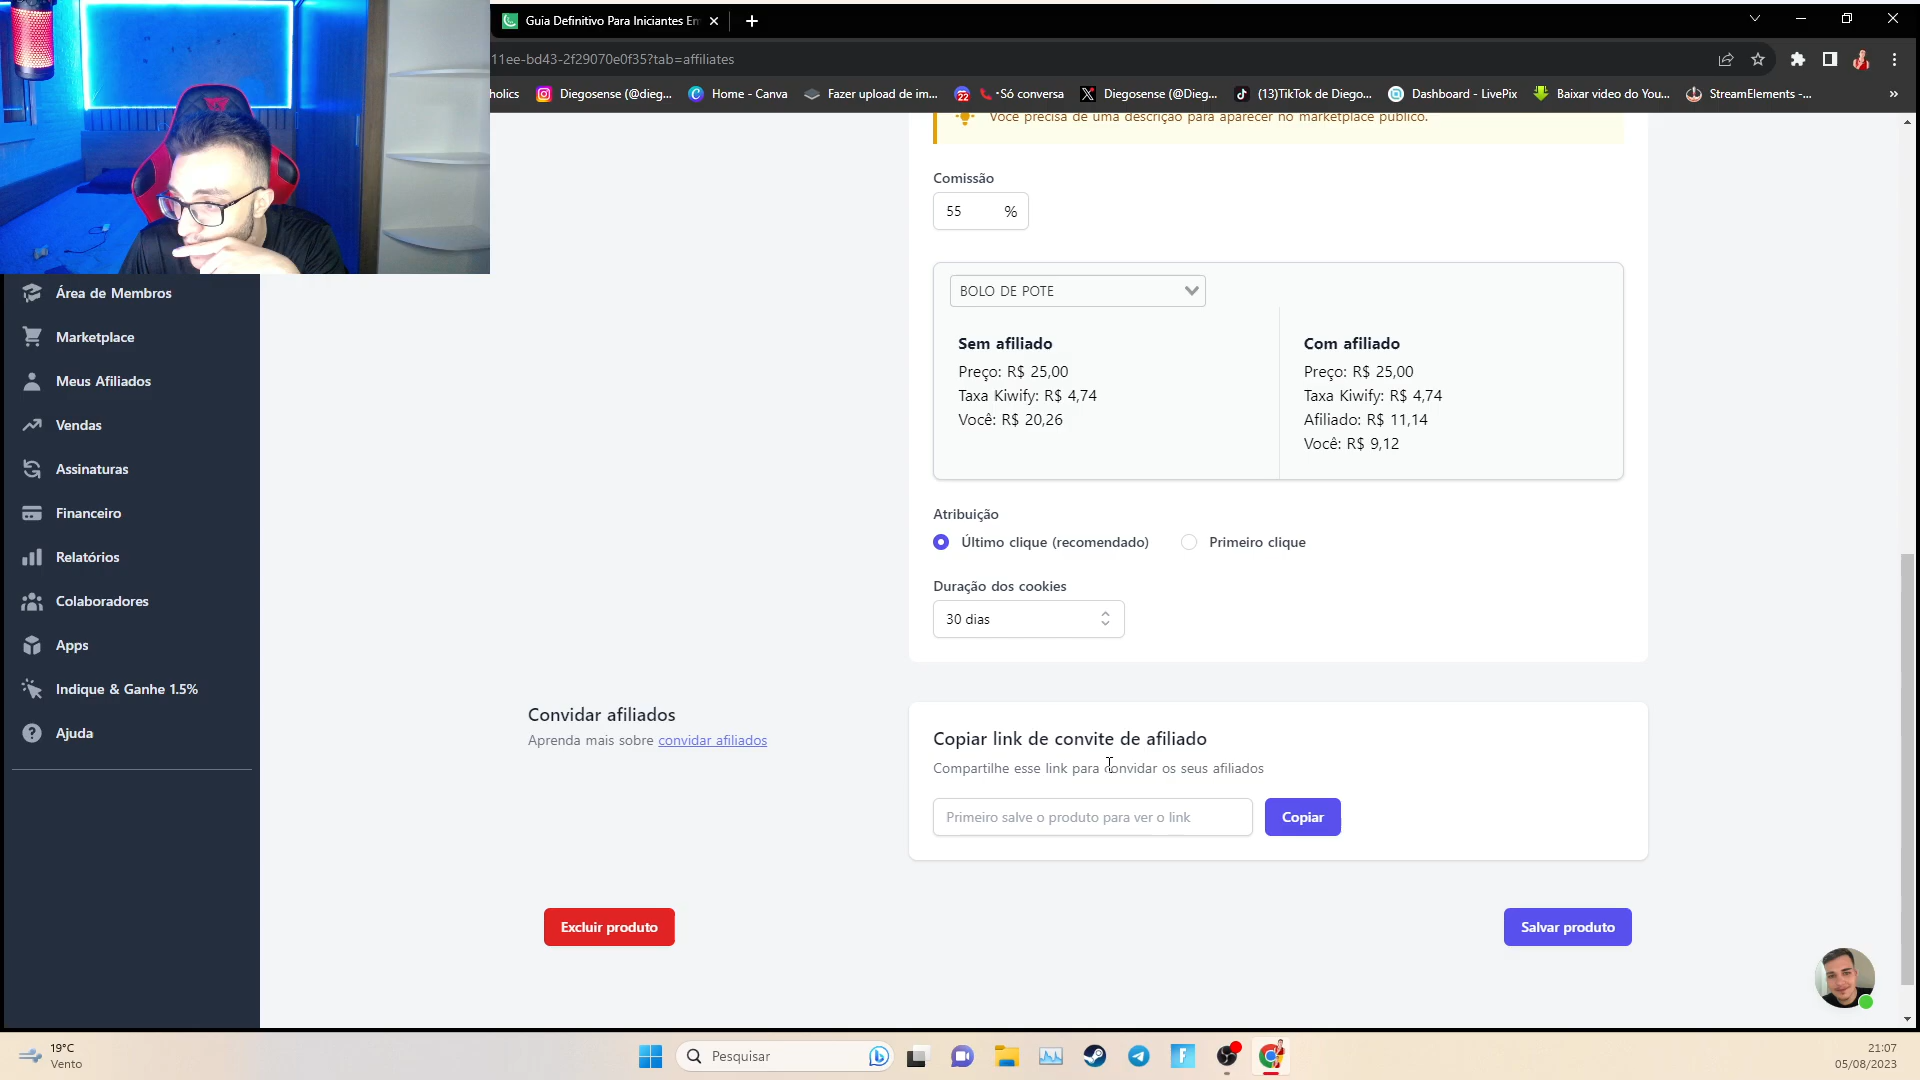 Guia Definitivo Para Iniciantes Em
11ee-bd43-2f29070e0f35?tab=affiliates
holics
Diegosense (@dieg...
Home - Canva
Fazer upload de im...
22
Só conversa
Diegosense (@Dieg...
(13)TikTok de Diego...
Dashboard - LivePix
Baixar video do You...
StreamElements -...
»
Você precisa de uma descrição para aparecer no marketplace público.
Comissão
55 %
BOLO DE POTE
Sem afiliado
Preço: R$ 25,00
Taxa Kiwify: R$ 4,74
Você: R$ 20,26
Com afiliado
Preço: R$ 25,00
Taxa Kiwify: R$ 4,74
Afiliado: R$ 11,14
Você: R$ 9,12
Atribuição
Último clique (recomendado)
Primeiro clique
Duração dos cookies
30 dias
Área de Membros
Marketplace
Meus Afiliados
Vendas
Assinaturas
Financeiro
Relatórios
Colaboradores
Apps
Indique & Ganhe 1.5%
Ajuda
Convidar afiliados
Aprenda mais sobre convidar afiliados
Copiar link de convite de afiliado
Compartilhe esse link para convidar os seus afiliados
Primeiro salve o produto para ver o link
Copiar
Excluir produto
Salvar produto
19°C
Vento
Pesquisar
21:07
05/08/2023